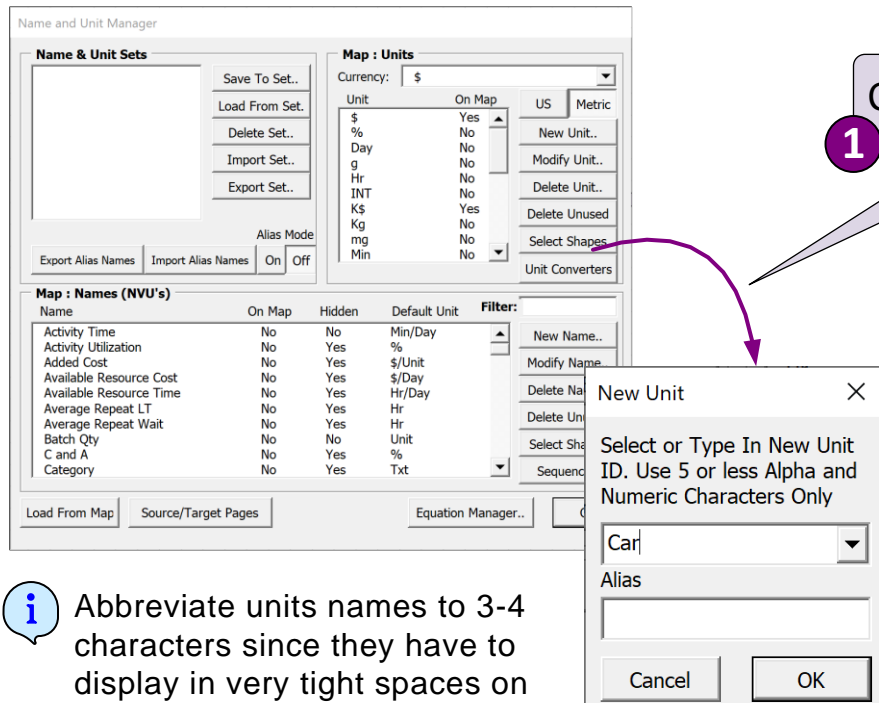 Name and Unit Manager
Name & Unit Sets
Save To Set..
Load From Set.
Delete Set..
Import Set..
Export Set..
Alias Mode
Export Alias Names Import Alias Names On Off
Map : Units
Currency: $
Unit On Map
US Metric
$ Yes
% No
Day No
g No
Hr No
INT No
K$ Yes
Kg No
mg No
Min No
New Unit..
Modify Unit..
Delete Unit..
Delete Unused
Select Shapes
Unit Converters
1
Map : Names (NVU's)
Name On Map Hidden Default Unit Filter:
Activity Time No No Min/Day
Activity Utilization No Yes %
Added Cost No Yes $/Unit
Available Resource Cost No Yes $/Day
Available Resource Time No Yes Hr/Day
Average Repeat LT No Yes Hr
Average Repeat Wait No Yes Hr
Batch Qty No No Unit
C and A No Yes %
Category No Yes Txt
New Name..
Modify Name..
Delete
Delete
Select
Load From Map Source/Target Pages Equation Manager..
New Unit
Select or Type In New Unit
ID. Use 5 or less Alpha and
Numeric Characters Only
Car
Alias
Cancel OK
i
Abbreviate units names to 3-4
characters since they have to
display in very tight spaces on